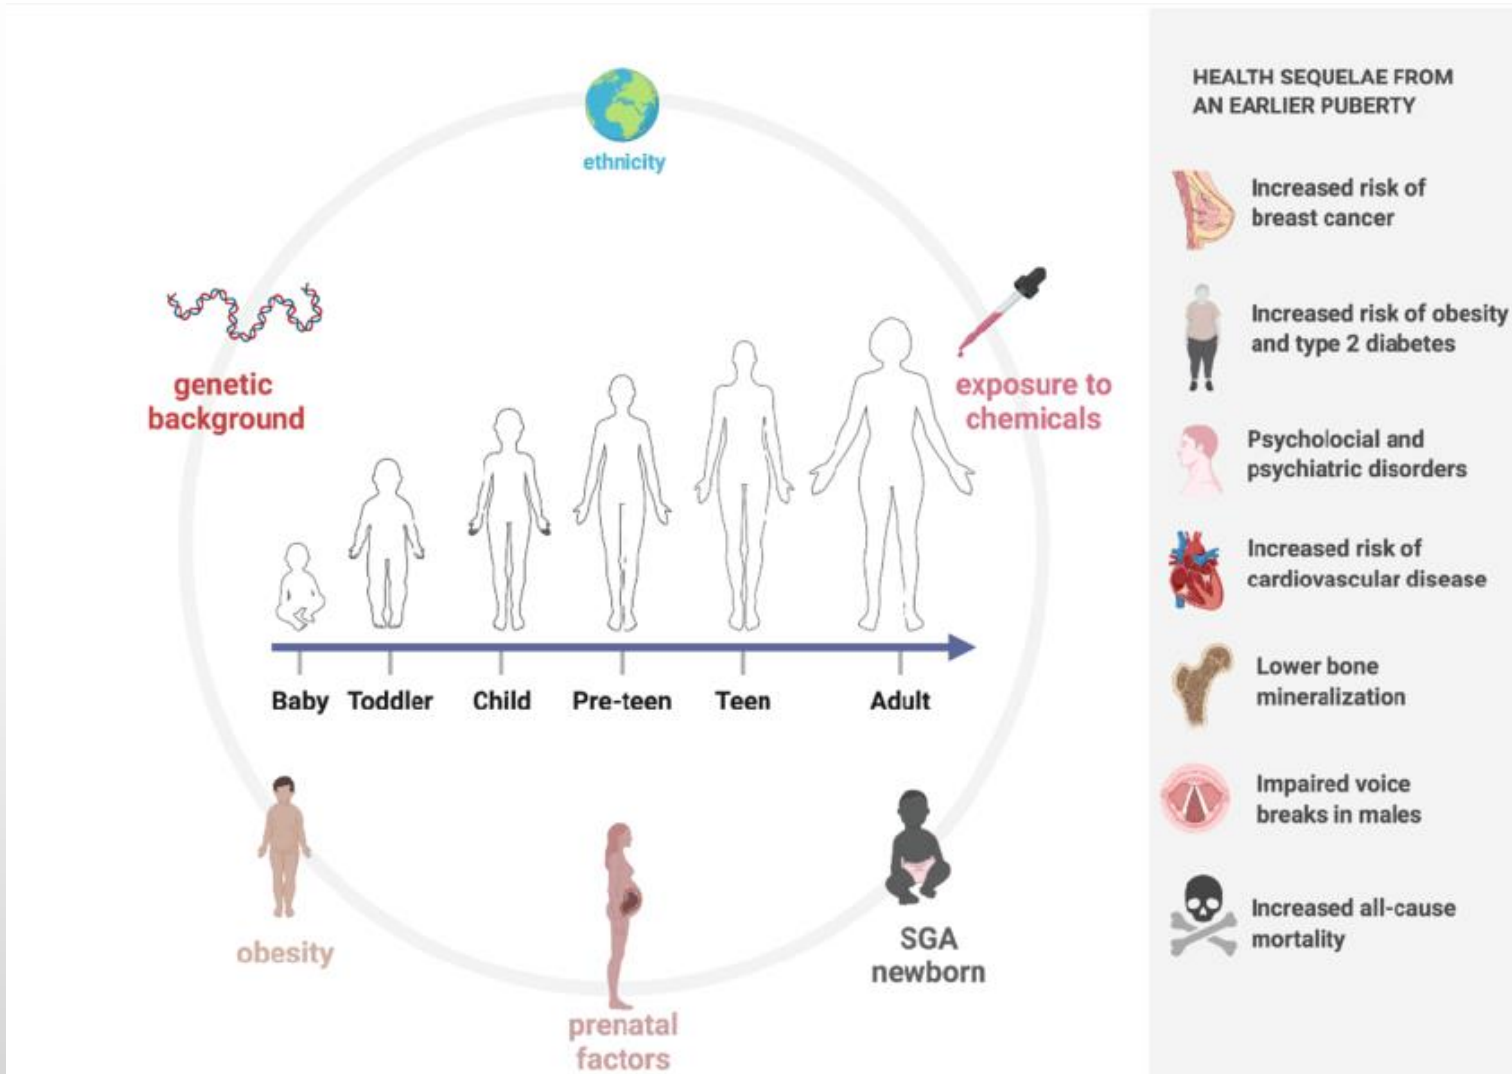 ethnicity
genetic
background
exposure to
chemicals
Baby Toddler Child Pre-teen Teen Adult
obesity
prenatal
factors
SGA
newborn
HEALTH SEQUELAE FROM
AN EARLIER PUBERTY
Increased risk of
breast cancer
Increased risk of obesity
and type 2 diabetes
Psycholocial and
psychiatric disorders
Increased risk of
cardiovascular disease
Lower bone
mineralization
Impaired voice
breaks in males
Increased all-cause
mortality